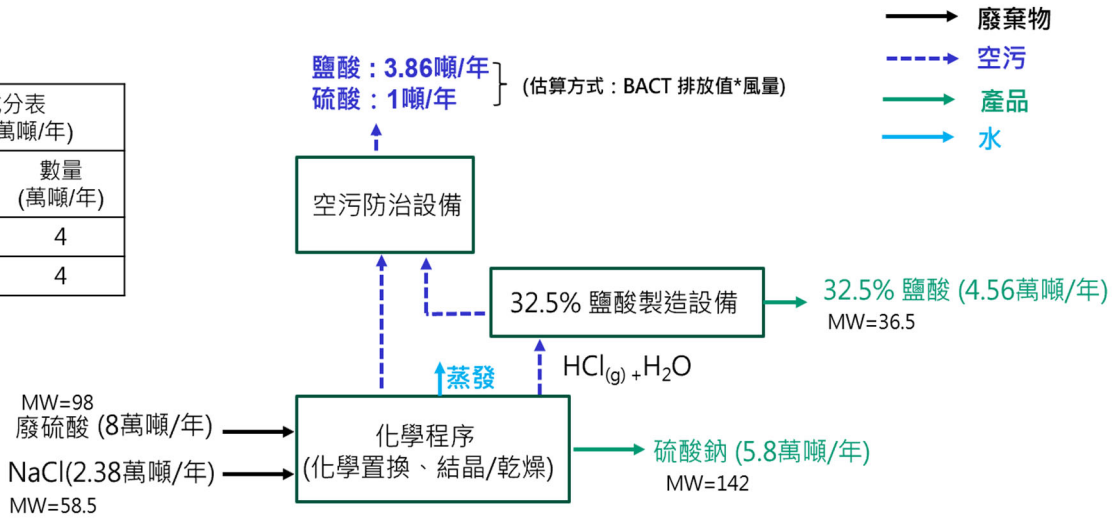 廢棄物
空污
產品
水
分表
萬噸/年)
數量
(萬噸/年)
4
4
鹽酸：3.86噸/年
硫酸：1噸/年
(估算方式：BACT 排放值*風量)
空污防治設備
32.5% 鹽酸製造設備
32.5% 鹽酸 (4.56萬噸/年)
MW=36.5
蒸發
HCl(g) +H2O
MW=98
廢硫酸 (8萬噸/年)
NaCl(2.38萬噸/年)
MW=58.5
化學程序
(化學置換、結晶/乾燥)
硫酸鈉 (5.8萬噸/年)
MW=142